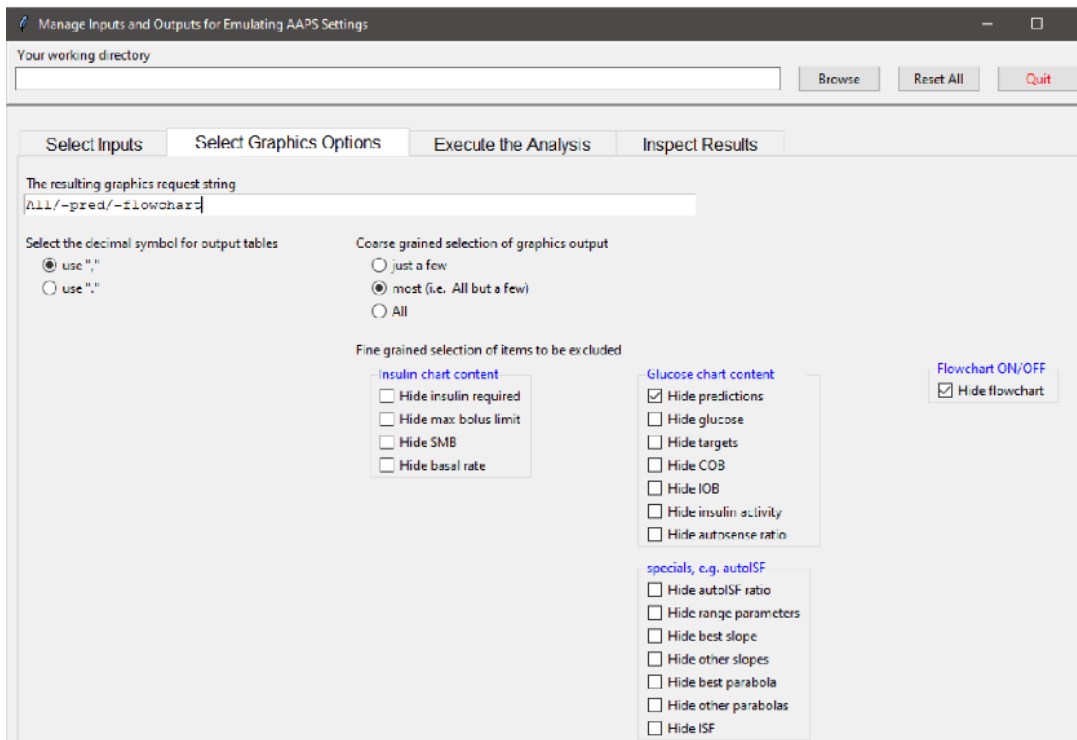 Manage Inputs and Outputs for Emulating AAPS Settings
Your working directory
Browse Reset All Quit
Select Inputs Select Graphics Options Execute the Analysis Inspect Results
The resulting graphics request string
All/-pred/-flowchart
Select the decimal symbol for output tables
use ","
use "."
Coarse grained selection of graphics output
just a few
most (i.e. All but a few)
All
Fine grained selection of items to be excluded
Insulin chart content
Hide insulin required
Hide max bolus limit
Hide SMB
Hide basal rate
Glucose chart content
Hide predictions
Hide glucose
Hide targets
Hide COB
Hide IOB
Hide insulin activity
Hide autosense ratio
specials, e.g. autoISF
Hide autoISF ratio
Hide range parameters
Hide best slope
Hide other slopes
Hide best parabola
Hide other parabolas
Hide ISF
Flowchart ON/OFF
Hide flowchart